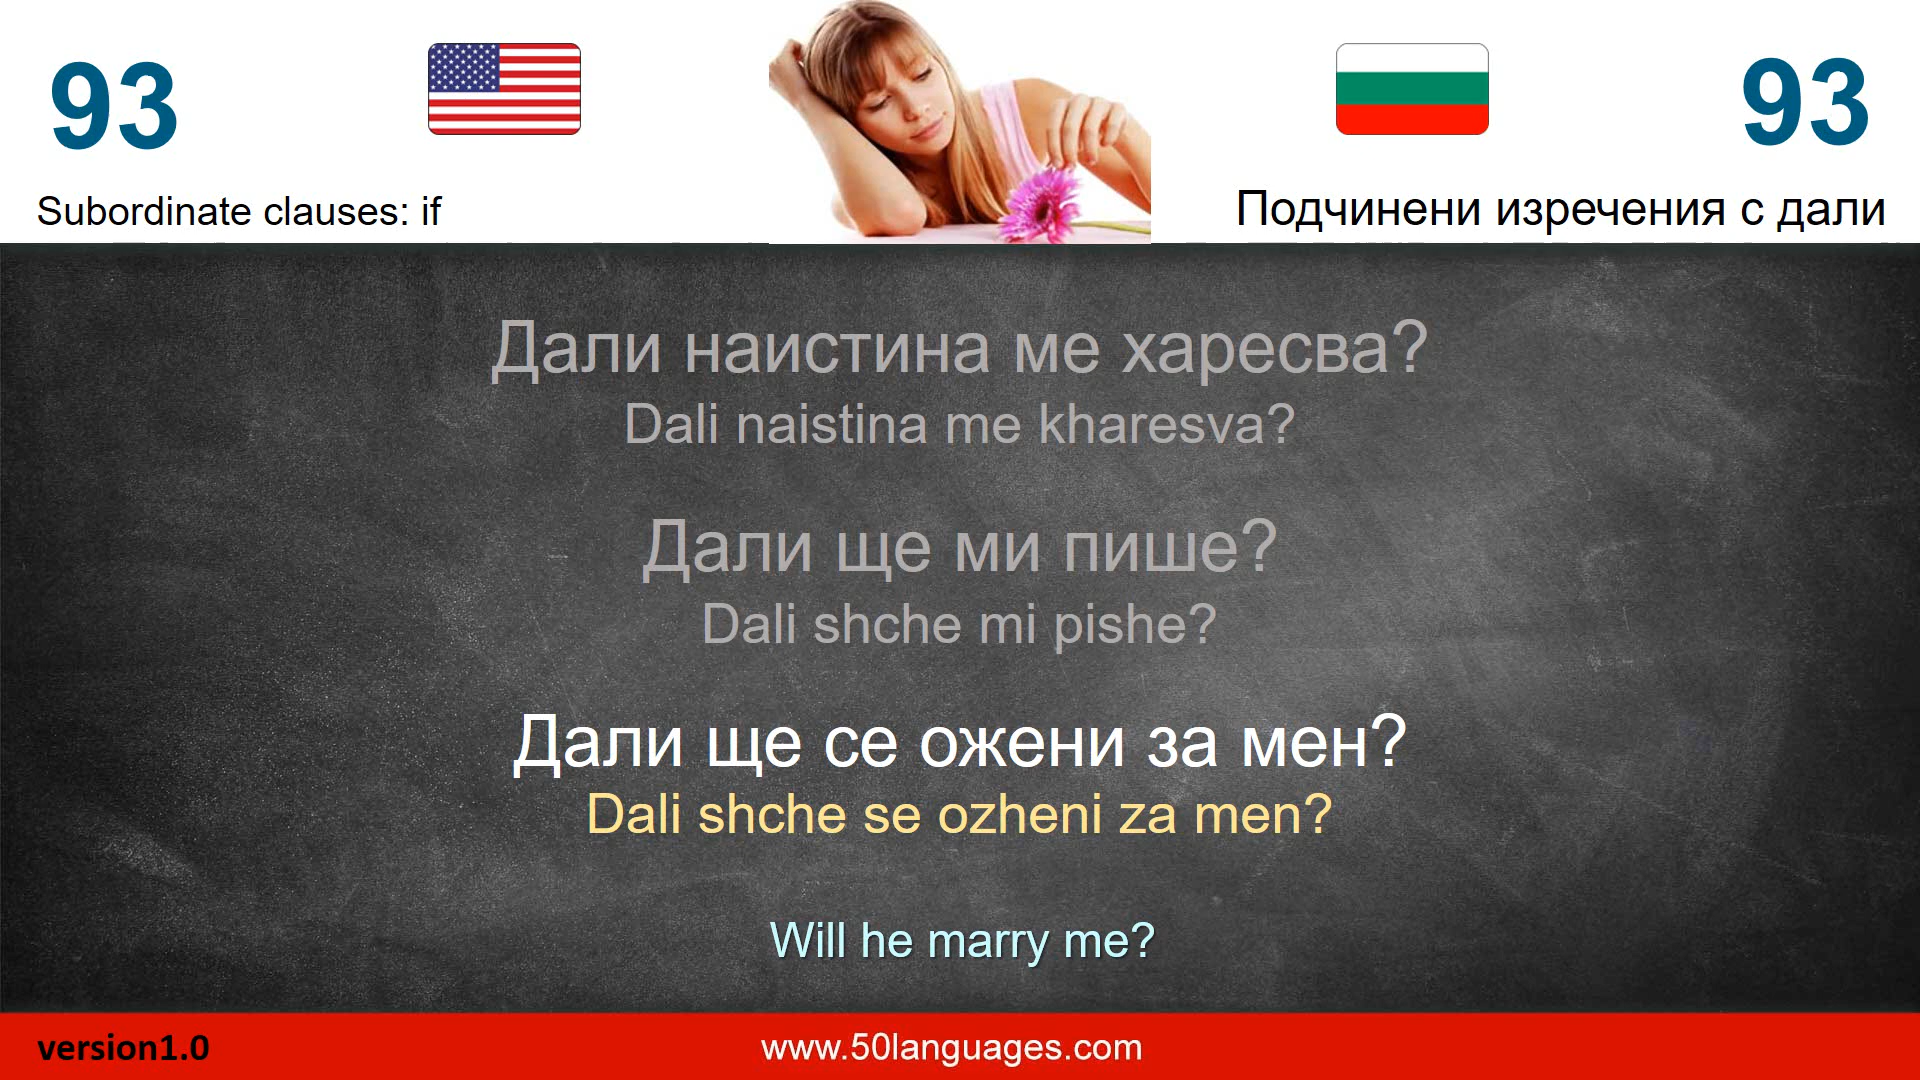 93
93
Subordinate clauses: if
Подчинени изречения с дали
Дали наистина ме харесва?
Dali naistina me kharesva?
Дали ще ми пише?
Dali shche mi pishe?
Дали ще се ожени за мен?
Dali shche se ozheni za men?
Will he marry me?
version1.0
www.50languages.com